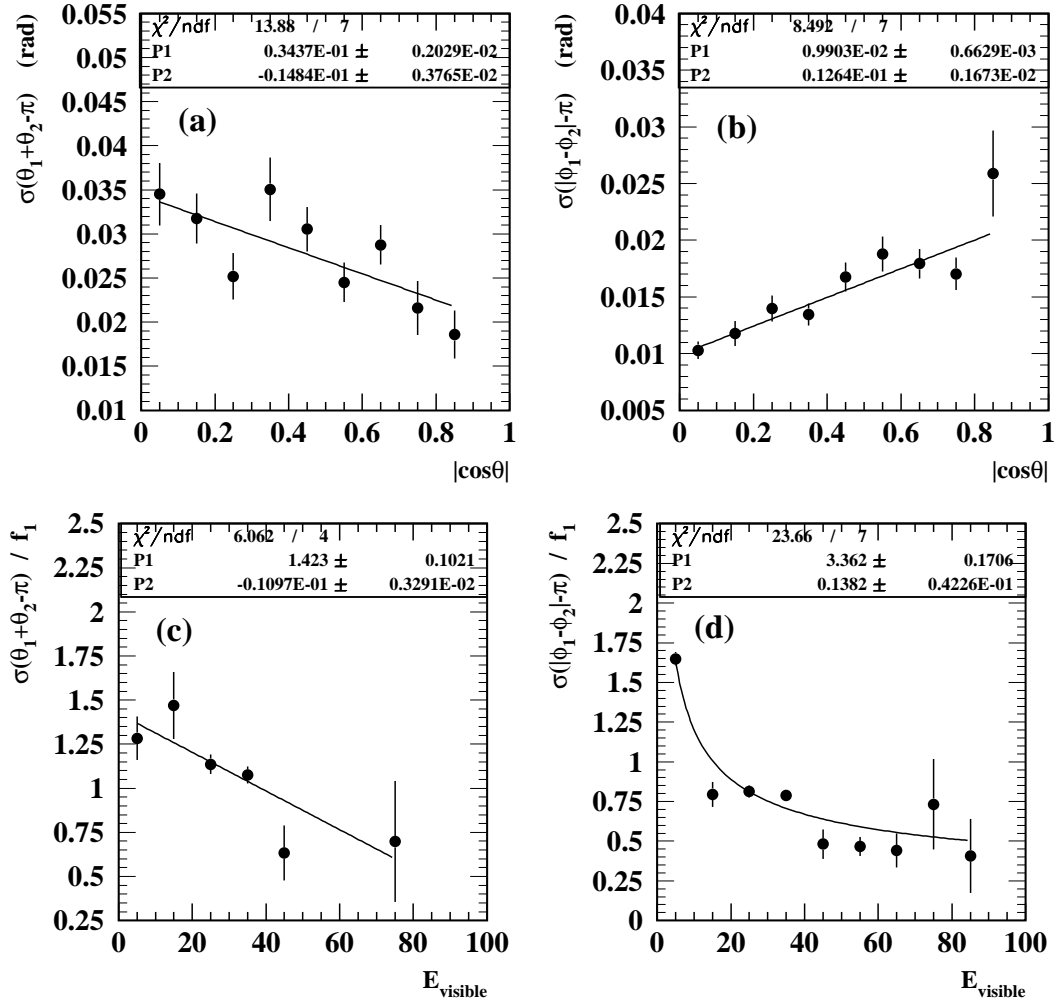 σ(θ1+θ2-π) (rad)
0.055
0.05
0.045
0.04
0.035
0.03
0.025
0.02
0.015
0.01
χ²/ndf 13.88 / 7
P1 0.3437E-01 ± 0.2029E-02
P2 -0.1484E-01 ± 0.3765E-02
(a)
0 0.2 0.4 0.6 0.8 1
|cosθ|
σ(|ϕ1-ϕ2|-π) (rad)
0.04
0.035
0.03
0.025
0.02
0.015
0.01
0.005
χ²/ndf 8.492 / 7
P1 0.9903E-02 ± 0.6629E-03
P2 0.1264E-01 ± 0.1673E-02
(b)
0 0.2 0.4 0.6 0.8 1
|cosθ|
σ(θ1+θ2-π) / f1
2.5
2.25
2
1.75
1.5
1.25
1
0.75
0.5
0.25
χ²/ndf 6.062 / 4
P1 1.423 ± 0.1021
P2 -0.1097E-01 ± 0.3291E-02
(c)
0 20 40 60 80 100
Evisible
σ(|ϕ1-ϕ2|-π) / f1
2.5
2.25
2
1.75
1.5
1.25
1
0.75
0.5
0.25
0
χ²/ndf 23.66 / 7
P1 3.362 ± 0.1706
P2 0.1382 ± 0.4226E-01
(d)
0 20 40 60 80 100
Evisible